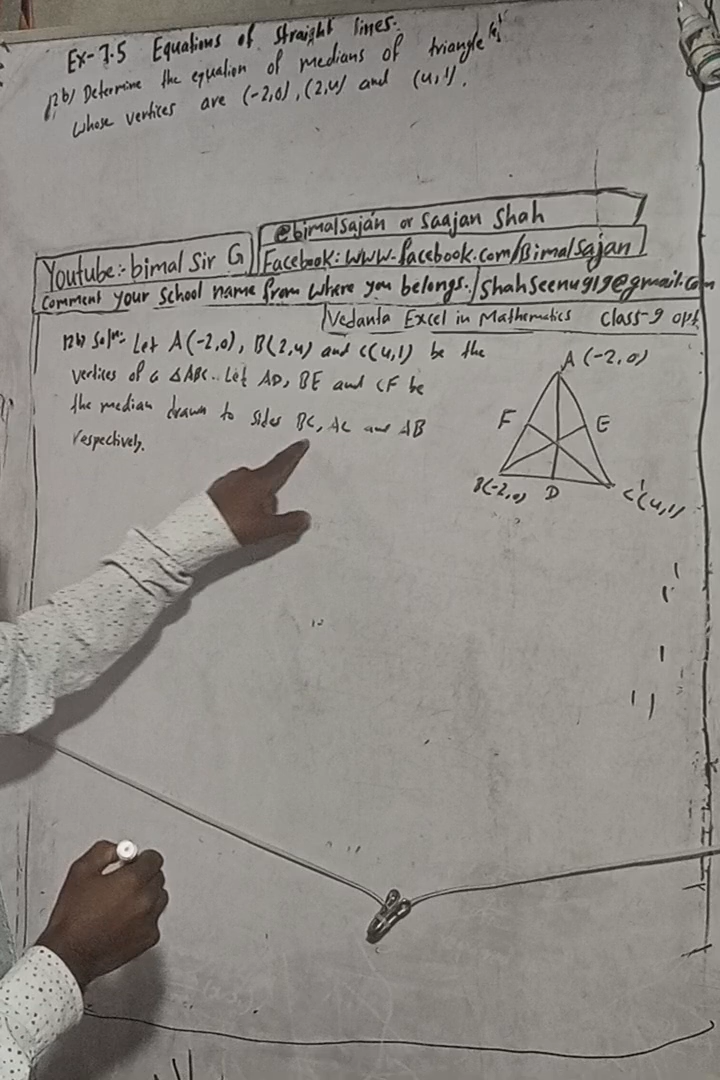 Ex-7.5 Equations of straight lines.
12b) Determine the equation of medians of triangle
whose vertices are (-2,0), (2,4) and (4,1).
@bimalsajan or Saajan Shah
Youtube:- bimal Sir G
Facebook: www.facebook.com/Bimalsajan
Comment your School name from where you belongs./shahseenu919@gmail.com
Vedanta Excel in Mathematics class-9 opt
12b) Soln: Let A(-2,0), B(2,4) and C(4,1) be the
vertices of a ΔABC. Let AD, BE and CF be
the median drawn to sides BC, AC and AB
respectively.
A (-2,0)
F E
B(-2,0) D C(4,1)